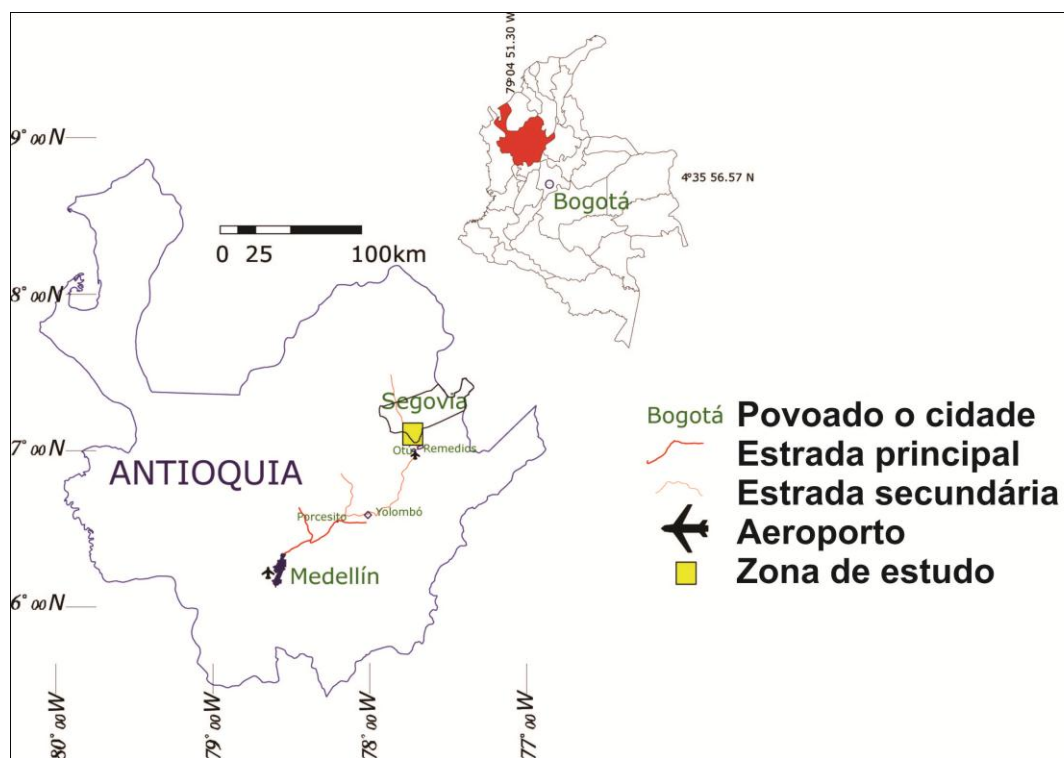 79°04 51.30 W
4°35 56.57 N
Bogotá
9° 00 N
0 25 100km
8° 00 N
Segovia
7° 00 N
Otu
Remedios
ANTIOQUIA
Porcesito
Yolombó
Medellín
6° 00 N
80° 00 W
79° 00 W
78° 00 W
77° 00 W
Bogotá Povoado o cidade
Estrada principal
Estrada secundária
Aeroporto
Zona de estudo